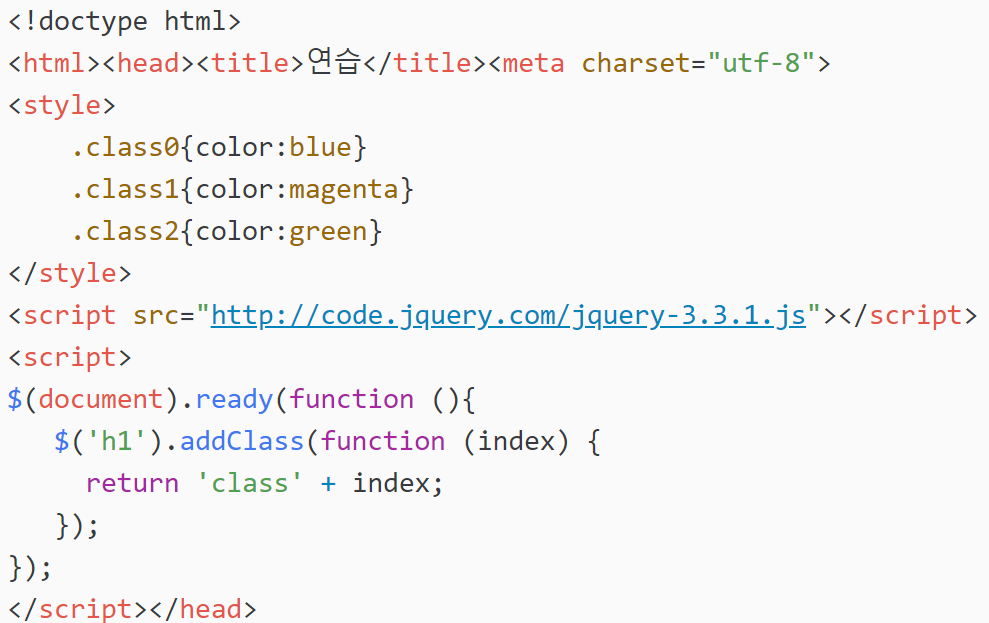 <!doctype html>
<html><head><title>연습</title><meta charset="utf-8">
<style>
    .class0{color:blue}
    .class1{color:magenta}
    .class2{color:green}
</style>
<script src="http://code.jquery.com/jquery-3.3.1.js"></script>
<script>
$(document).ready(function (){
   $('h1').addClass(function (index) {
     return 'class' + index;
   });
});
</script></head>